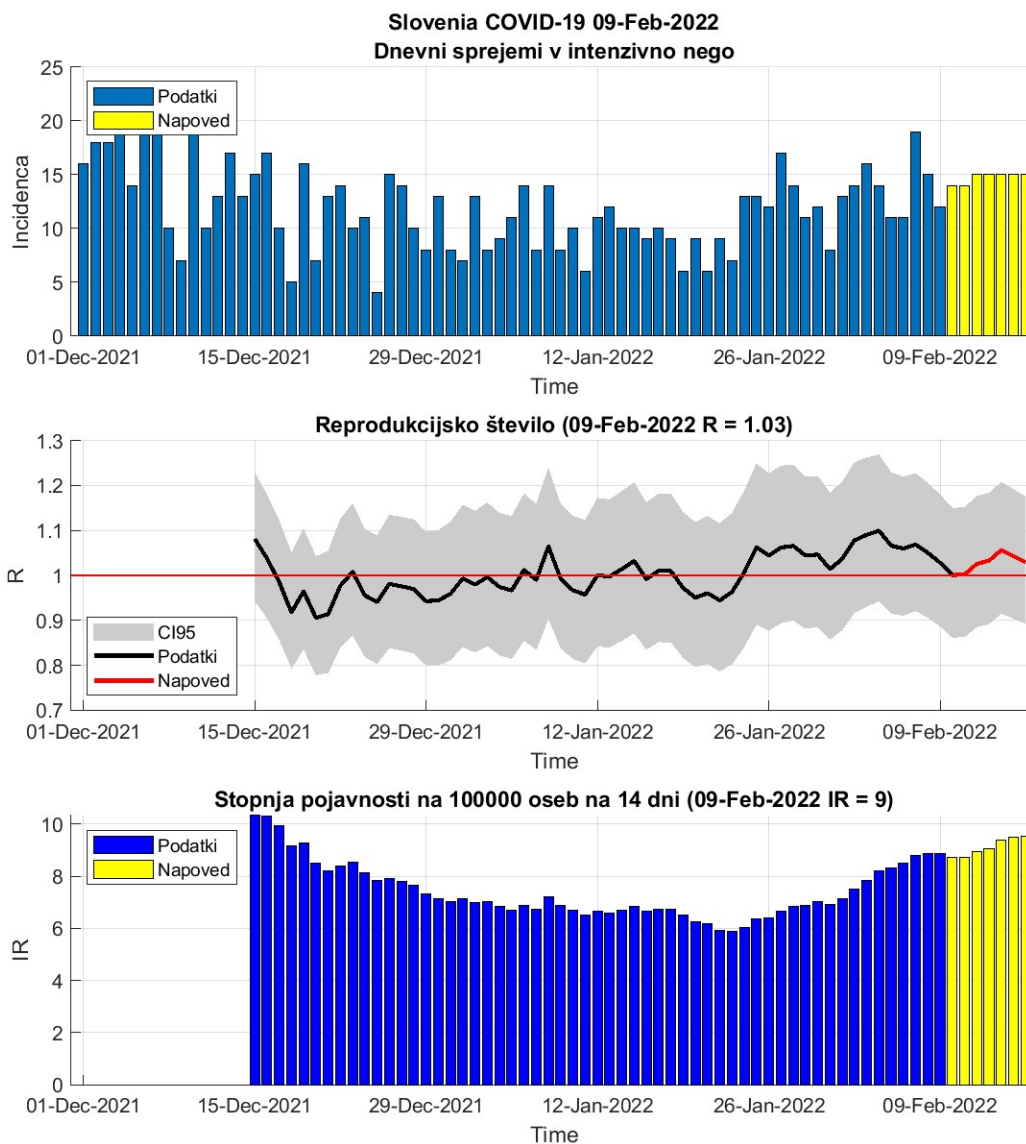 Slovenia COVID-19 09-Feb-2022
Dnevni sprejemi v intenzivno nego
25
20
15
10
5
0
Incidenca
Podatki
Napoved
01-Dec-2021 15-Dec-2021 29-Dec-2021 12-Jan-2022 26-Jan-2022 09-Feb-2022
Time
Reprodukcijsko število (09-Feb-2022 R = 1.03)
1.3
1.2
1.1
1
0.9
0.8
0.7
R
CI95
Podatki
Napoved
01-Dec-2021 15-Dec-2021 29-Dec-2021 12-Jan-2022 26-Jan-2022 09-Feb-2022
Time
Stopnja pojavnosti na 100000 oseb na 14 dni (09-Feb-2022 IR = 9)
10
8
6
4
2
0
IR
Podatki
Napoved
01-Dec-2021 15-Dec-2021 29-Dec-2021 12-Jan-2022 26-Jan-2022 09-Feb-2022
Time